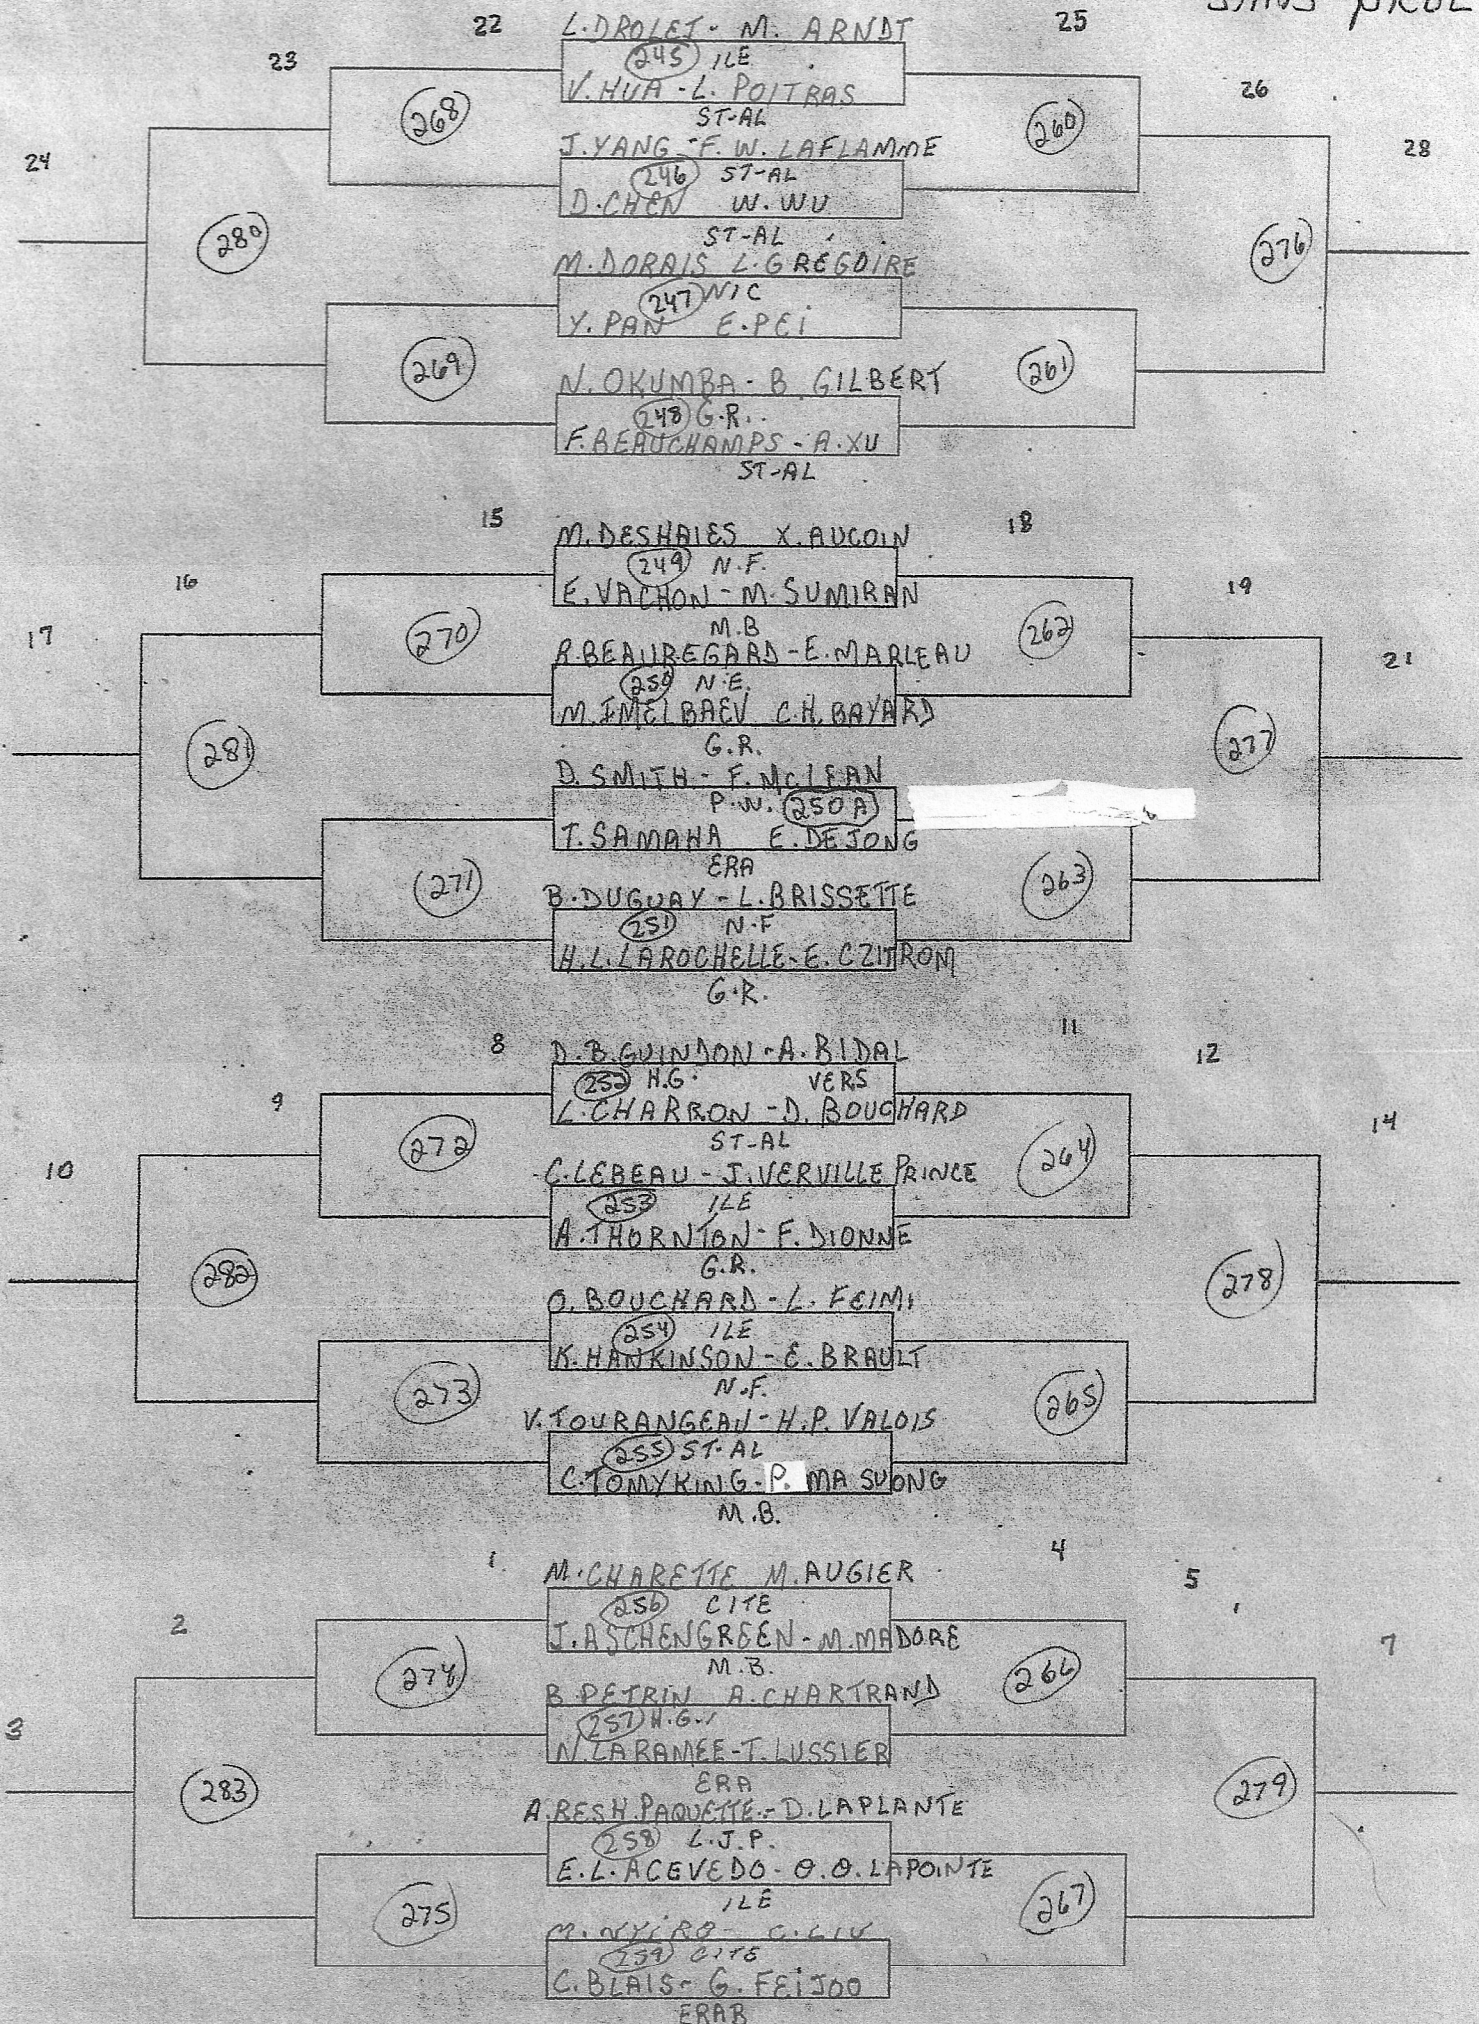 SANS
22 L.DROLET - M. ARNDT 25
23 245 ILE
V.HUA - L. POITRAS 26
268 ST-AL 260
J.YANG - F. W. LAFLAMME
24 246 ST-AL 28
D.CHEN W. WU
280 ST-AL 276
M.DORAIS L.GRÉGOIRE
247 NIC
Y. PAN E.PEI
269 N. OKUMBA - B GILBERT 261
248 G.R.
F.BEAUCHAMPS - A.XU
ST-AL
15 M.DESHAIES X.AUCOIN 18
16 249 N.F. 19
E.VACHON - M.SUMIRAN
17 270 M.B 262 21
R.BEAUREGARD - E.MARLEAU
250 N.E.
M.IMELBAEV C.H.BAYARD
281 G.R. 277
D.SMITH - F.McLEAN
P.W. 250A
T.SAMAHA E.DEJONG
271 ERA 263
B.DUGUAY - L.BRISSETTE
251 N.F
H.L.LAROCHELLE - E.CZITROM
G.R.
8 D.B.GUINDON - A.BIDAL 11
9 252 H.G. VERS 12
L.CHARRON - D.BOUCHARD 14
272 ST-AL 264
10 C.LEBEAU - J.VERVILLE PRINCE
253 ILE
A.THORNTON - F.DIONNE
282 G.R. 278
O.BOUCHARD - L.FEIMI
254 ILE
K.HANKINSON - E.BRAULT
273 N.F. 265
V.TOURANGEAU - H.P.VALOIS
255 ST-AL
C.TOMYKING - P. MA SUONG
M.B.
1 M.CHARETTE M.AUGIER 4
2 256 CITE 5
J.ASCHENGREEN - M.MADORE 7
274 M.B. 266
B.PETRIN A.CHARTRAND
3 257 H.G.
N.LARAMEE - T.LUSSIER
283 ERA 279
A.RESH.PAQUETTE - D.LAPLANTE
258 L.J.P.
E.L.ACEVEDO - O.O.LAPOINTE
275 ILE 267
M.NYIRO - C.LIU
259 CITE
C.BLAIS - G.FEIJOO
ERAB